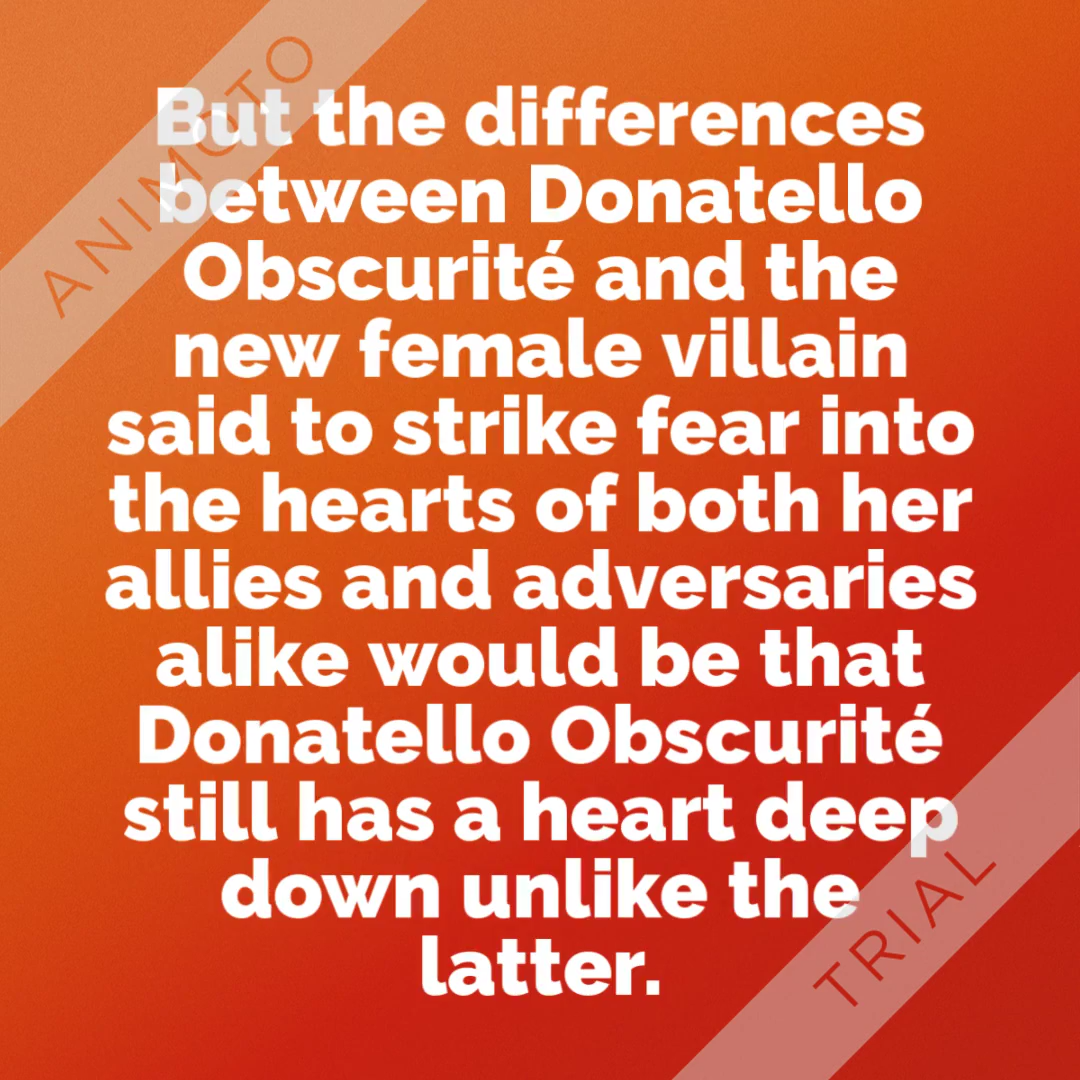 ANIMOTO
But the differences
between Donatello
Obscurité and the
new female villain
said to strike fear into
the hearts of both her
allies and adversaries
alike would be that
Donatello Obscurité
still has a heart deep
down unlike the
latter.
TRIAL